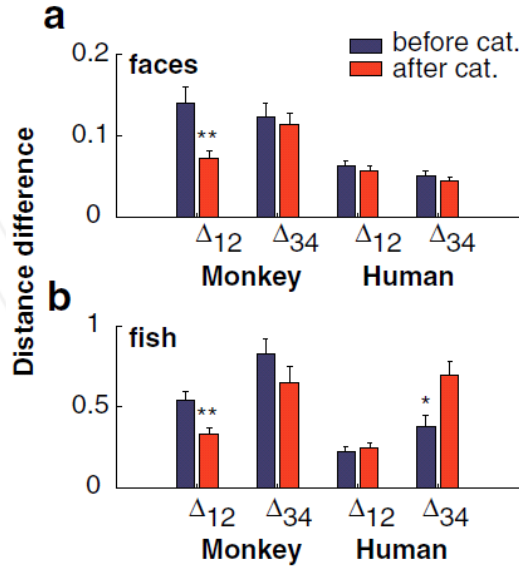 a
before cat.
after cat.
faces
0.2
0.1
0
**
Δ12 Δ34 Δ12 Δ34
Monkey Human
Distance difference
b
fish
1
0.5
0
** *
Δ12 Δ34 Δ12 Δ34
Monkey Human